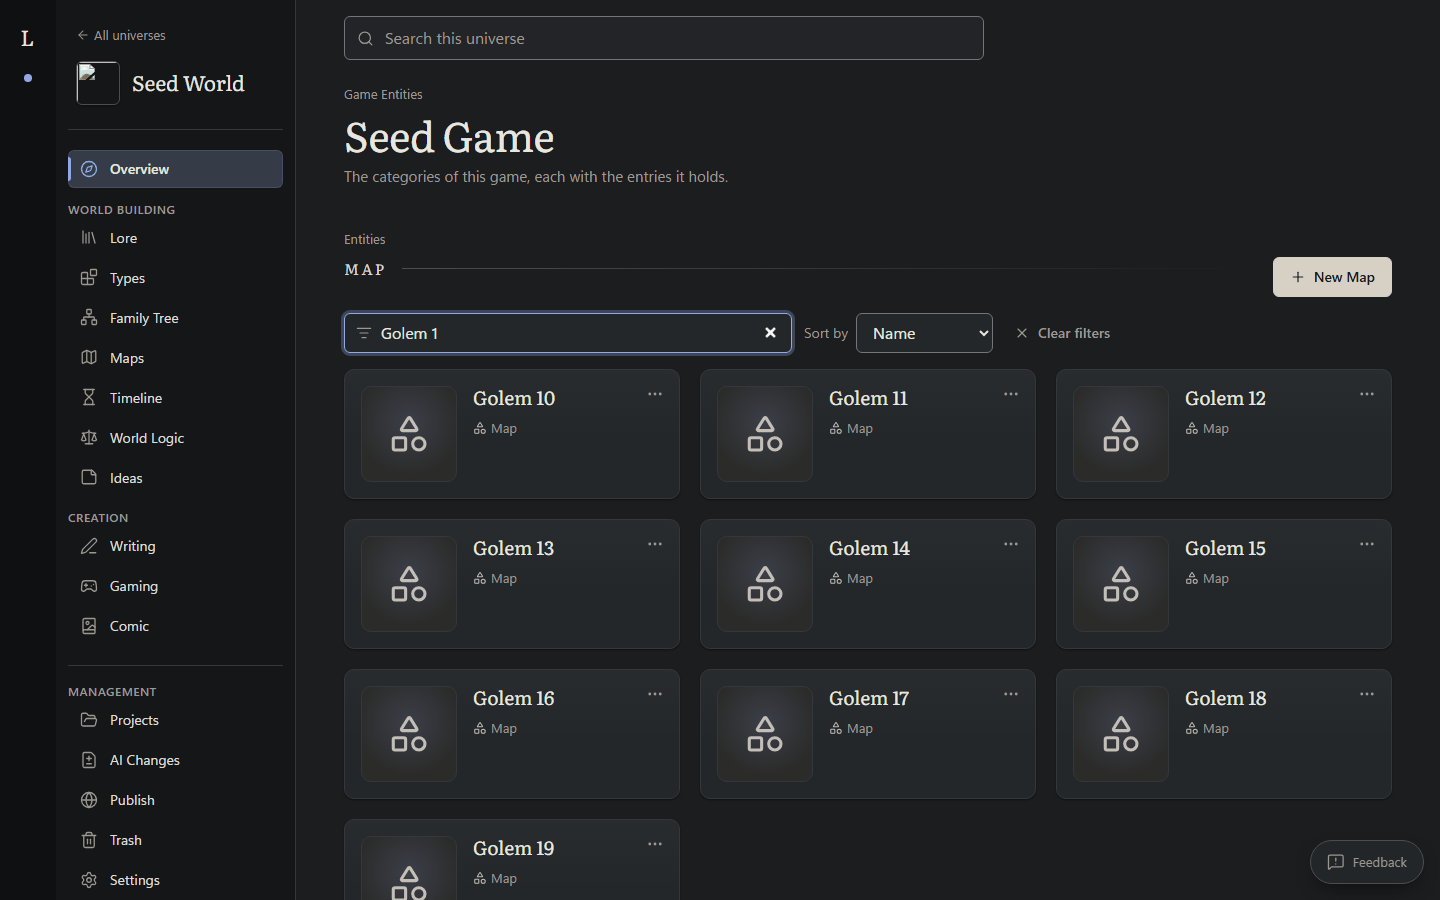 L
All universes
Seed World
Overview
WORLD BUILDING
Lore
Types
Family Tree
Maps
Timeline
World Logic
Ideas
CREATION
Writing
Gaming
Comic
MANAGEMENT
Projects
AI Changes
Publish
Trash
Settings
Search this universe
Game Entities
Seed Game
The categories of this game, each with the entries it holds.
Entities
MAP
New Map
Golem 1
Sort by
Name
Clear filters
Golem 10
Map
Golem 11
Map
Golem 12
Map
Golem 13
Map
Golem 14
Map
Golem 15
Map
Golem 16
Map
Golem 17
Map
Golem 18
Map
Golem 19
Map
Feedback